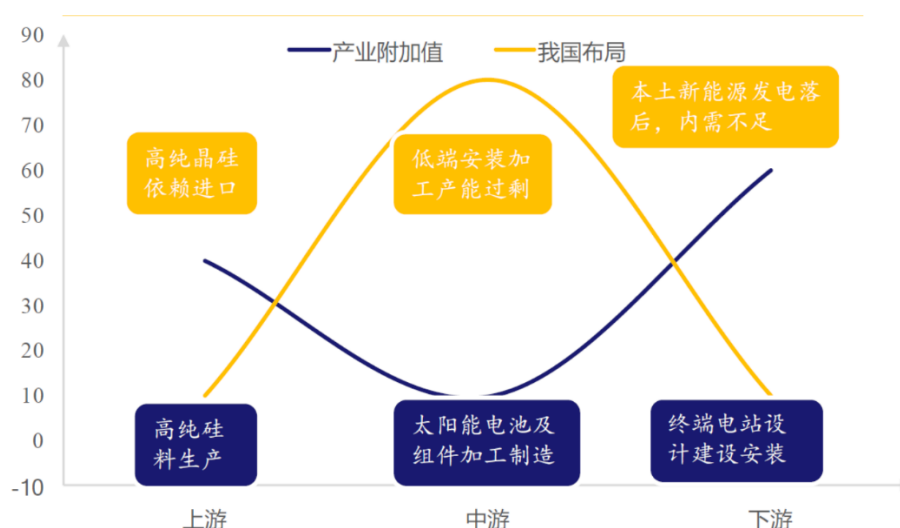 产业附加值
我国布局
90
80
70
60
50
40
30
20
10
0
-10
本土新能源发电落
后，内需不足
高纯晶硅
依赖进口
低端安装加
工产能过剩
高纯硅
料生产
太阳能电池及
组件加工制造
终端电站设
计建设安装
上游
中游
下游